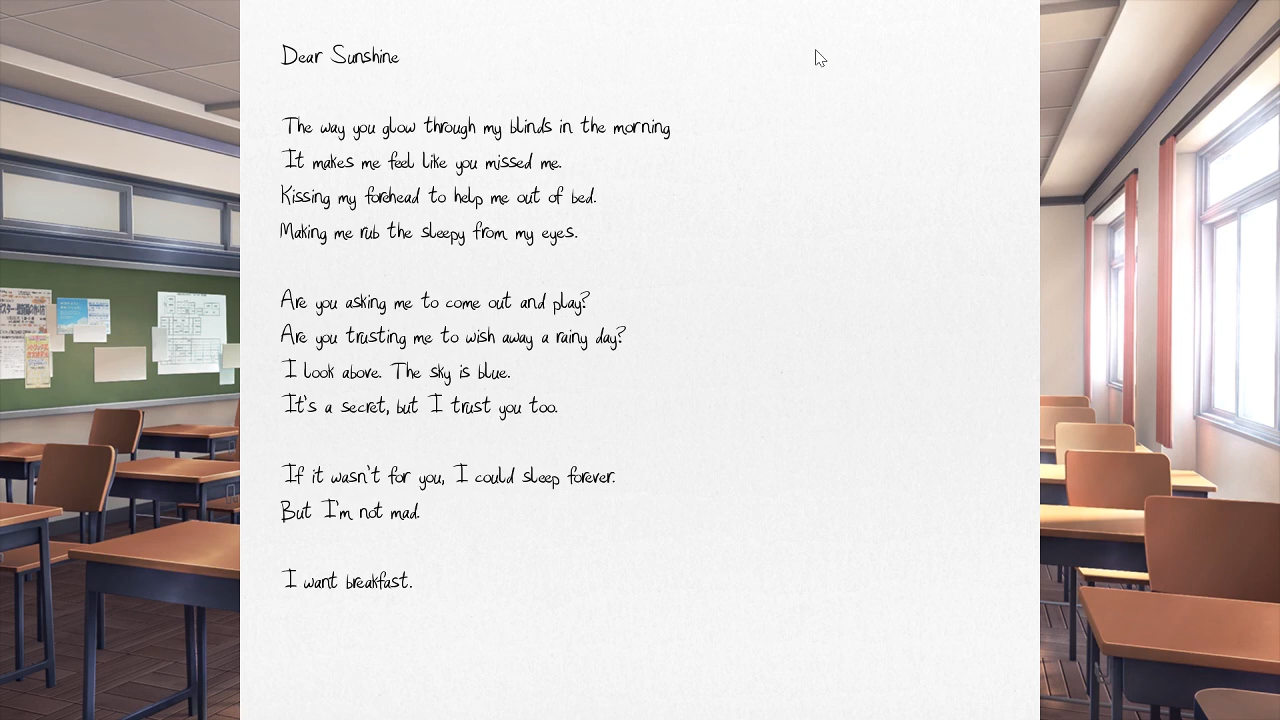 Dear Sunshine
The way you glow through my blinds in the morning
It makes me feel like you missed me.
Kissing my forehead to help me out of bed.
Making me rub the sleepy from my eyes.
Are you asking me to come out and play?
Are you trusting me to wish away a rainy day?
I look above. The sky is blue.
It's a secret, but I trust you too.
If it wasn't for you, I could sleep forever.
But I'm not mad.
I want breakfast.